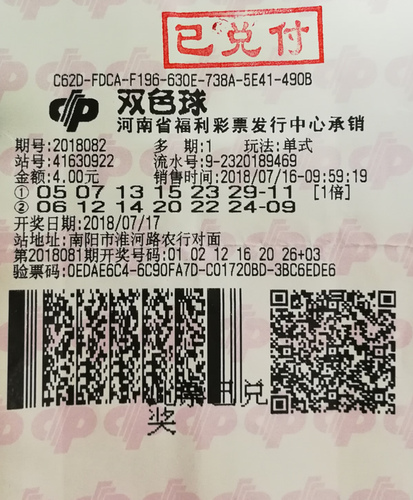 已兑付
C62D-FDCA-F196-630E-738A-5E41-490B
双色球
河南省福利彩票发行中心承销
期号:2018082 多 期:1 玩法:单式
站号:41630922 流水号:9-2320189469
金额:4.00元 销售时间:2018/07/16-09:59:19
① 05 07 13 15 23 29-11 [1倍]
② 06 12 14 20 22 24-09
开奖日期:2018/07/17
站地址:南阳市淮河路农行对面
第2018081期开奖号码:01 02 12 16 20 26+03
验票码:0EDAE6C4-6C90FA7D-C01720BD-3BC6EDE6
此票已兑
奖